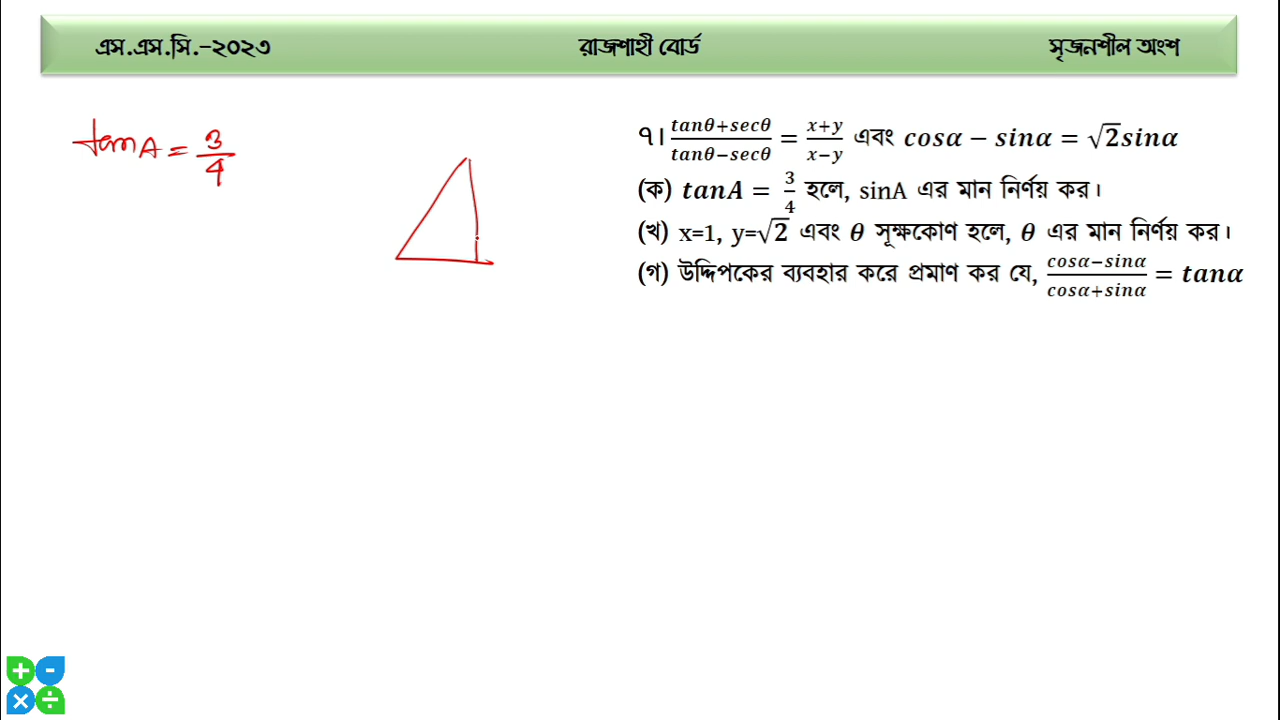 এস.এস.সি.-২০২৩ রাজশাহী বোর্ড সৃজনশীল অংশ
tanA = 3/4
৭। (tanθ+secθ)/(tanθ−secθ) = (x+y)/(x−y) এবং cosα − sinα = √2sinα
(ক) tanA = 3/4 হলে, sinA এর মান নির্ণয় কর।
(খ) x=1, y=√2 এবং θ সূক্ষকোণ হলে, θ এর মান নির্ণয় কর।
(গ) উদ্দিপকের ব্যবহার করে প্রমাণ কর যে, (cosα−sinα)/(cosα+sinα) = tanα
+ -
× ÷